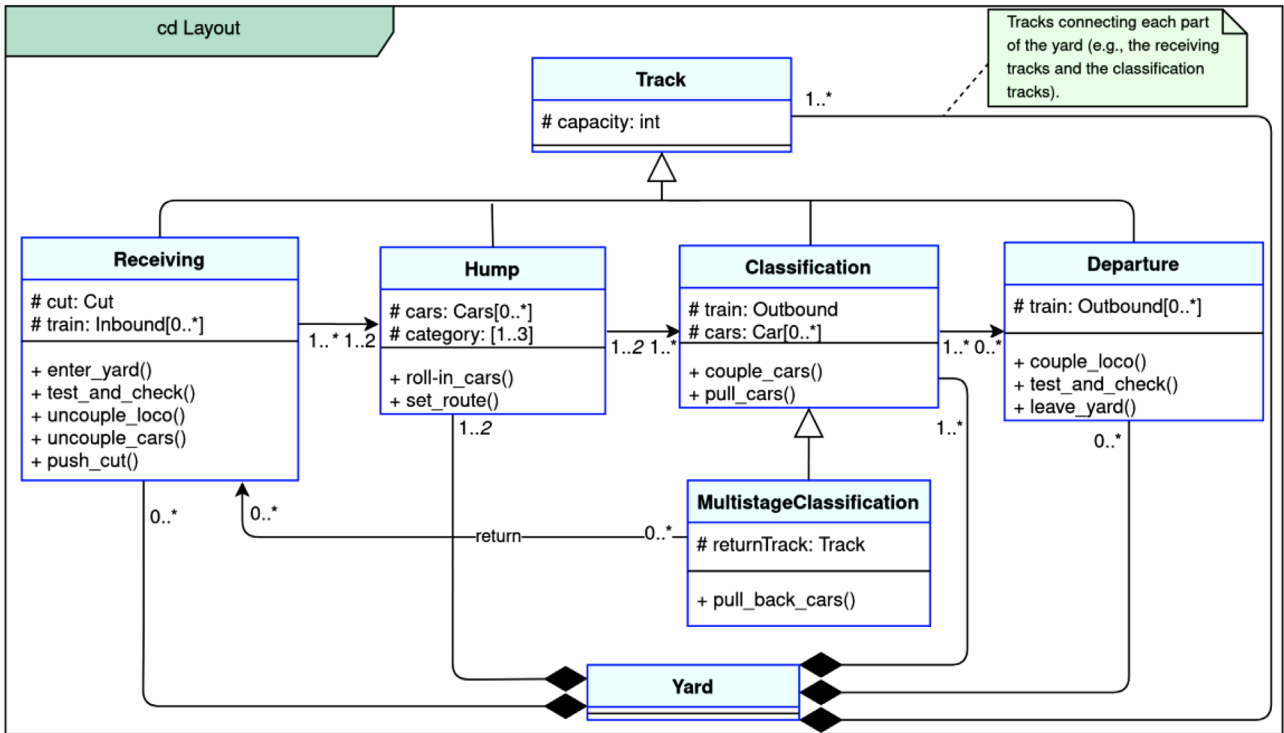 cd Layout
Tracks connecting each part
of the yard (e.g., the receiving
tracks and the classification
tracks).
Track
# capacity: int
1..*
Receiving
# cut: Cut
# train: Inbound[0..*]
+ enter_yard()
+ test_and_check()
+ uncouple_loco()
+ uncouple_cars()
+ push_cut()
1..* 1..2
Hump
# cars: Cars[0..*]
# category: [1..3]
+ roll-in_cars()
+ set_route()
1..2 1..*
Classification
# train: Outbound
# cars: Car[0..*]
+ couple_cars()
+ pull_cars()
1..* 0..*
Departure
# train: Outbound[0..*]
+ couple_loco()
+ test_and_check()
+ leave_yard()
1..2
1..*
0..*
MultistageClassification
# returnTrack: Track
+ pull_back_cars()
0..*
0..*
return
0..*
Yard